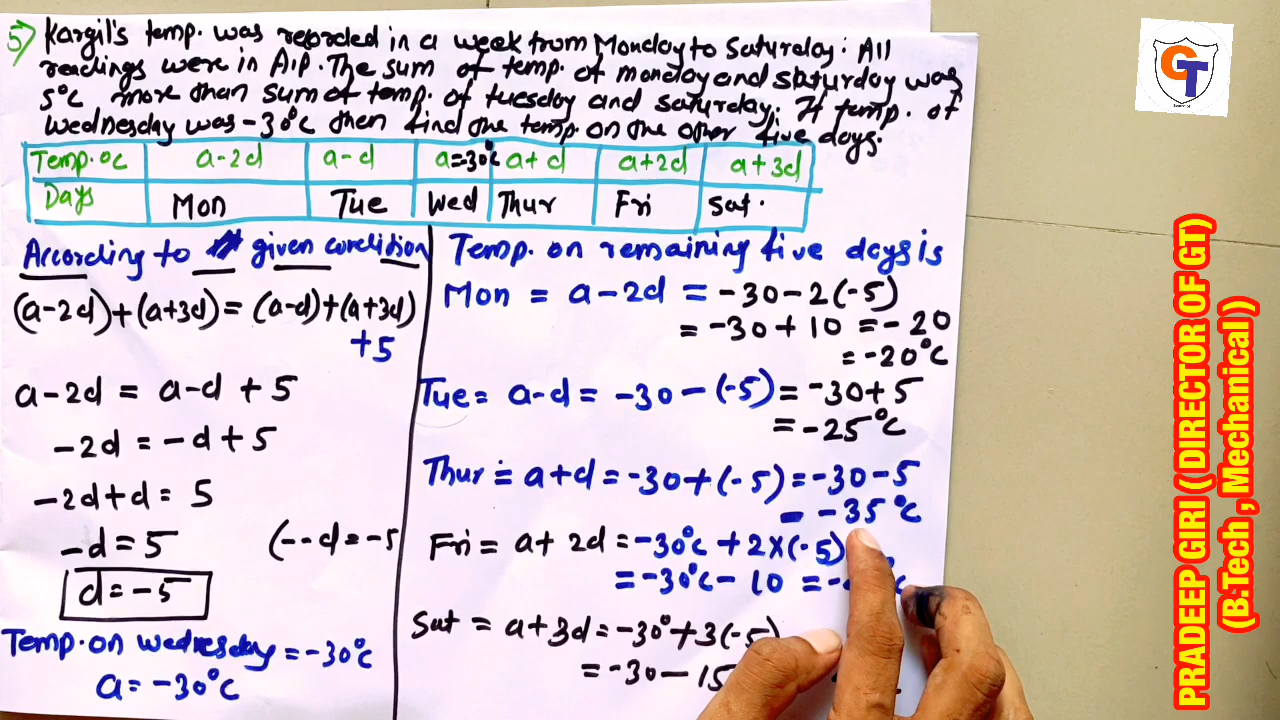 5) Kargil's temp. was recorded in a week from Monday to Saturday. All
readings were in A.P. The sum of temp. of monday and saturday was
5°C more than sum of temp. of tuesday and saturday. If temp. of
Wednesday was -30°C then find the temp. on the other five days.
Temp. °C a-2d a-d a=30°C a+d a+2d a+3d
Days Mon Tue Wed Thur Fri Sat.
According to given condition
(a-2d)+(a+3d) = (a-d)+(a+3d)
+5
a-2d = a-d+5
-2d = -d+5
-2d+d = 5
-d = 5 (--d = -5
d = -5
Temp. on wednesday = -30°C
a = -30°C
Temp. on remaining five days is
Mon = a-2d = -30-2(-5)
= -30+10 = -20
= -20°C
Tue = a-d = -30-(-5) = -30+5
= -25°C
Thur = a+d = -30+(-5) = -30-5
= -35°C
Fri = a+2d = -30°C+2×(-5)
= -30°C-10 =
Sat = a+3d = -30°+3(-5)
= -30-15
GT
PRADEEP GIRI ( DIRECTOR OF GT)
(B.Tech , Mechanical )